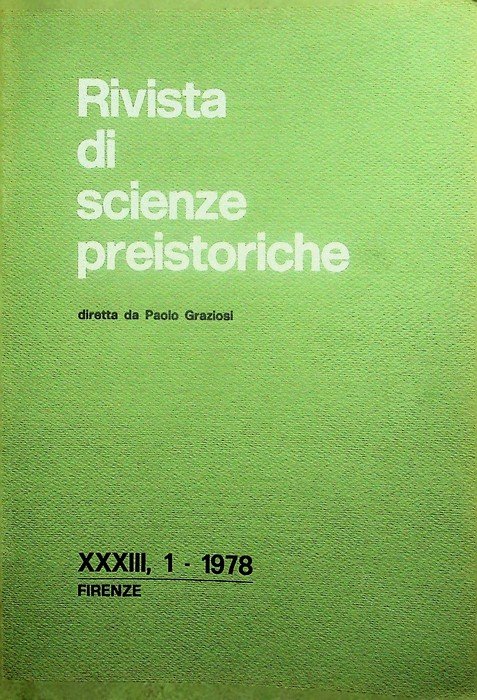 Rivista
di
scienze
preistoriche
diretta da Paolo Graziosi
XXXIII, 1 - 1978
FIRENZE